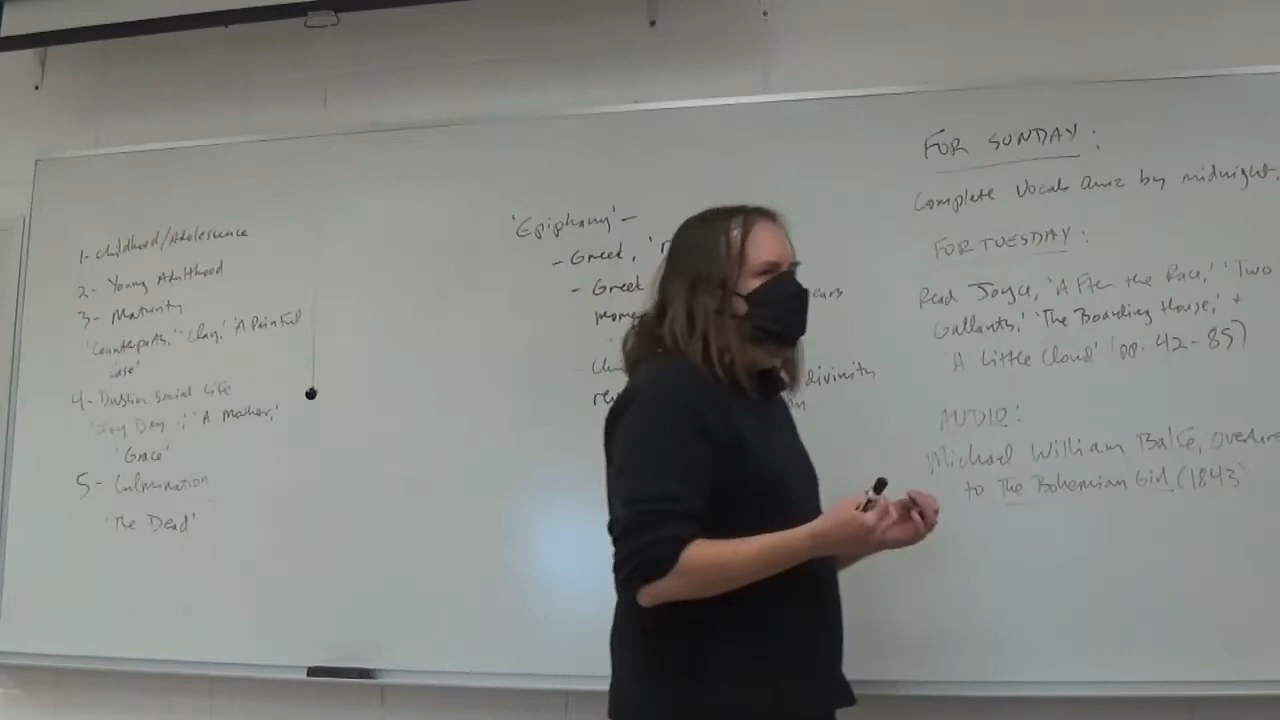 1- Childhood/Adolescence
2- Young Adulthood
3- Maturity
'Counterparts,' 'Clay,' 'A Painful
Case'
4- Dublin Social Life
'Ivy Day,' 'A Mother,'
'Grace'
5- Culmination
'The Dead'
'Epiphany' -
- Greek, '
- Greek
divinity
FOR SUNDAY:
Complete Vocab Quiz by midnight.
FOR TUESDAY:
Read Joyce, 'After the Race,' 'Two
Gallants,' 'The Boarding House,' +
A Little Cloud' pp. 42-85)
AUDIO:
Michael William Balfe, overture
to The Bohemian Girl (1843